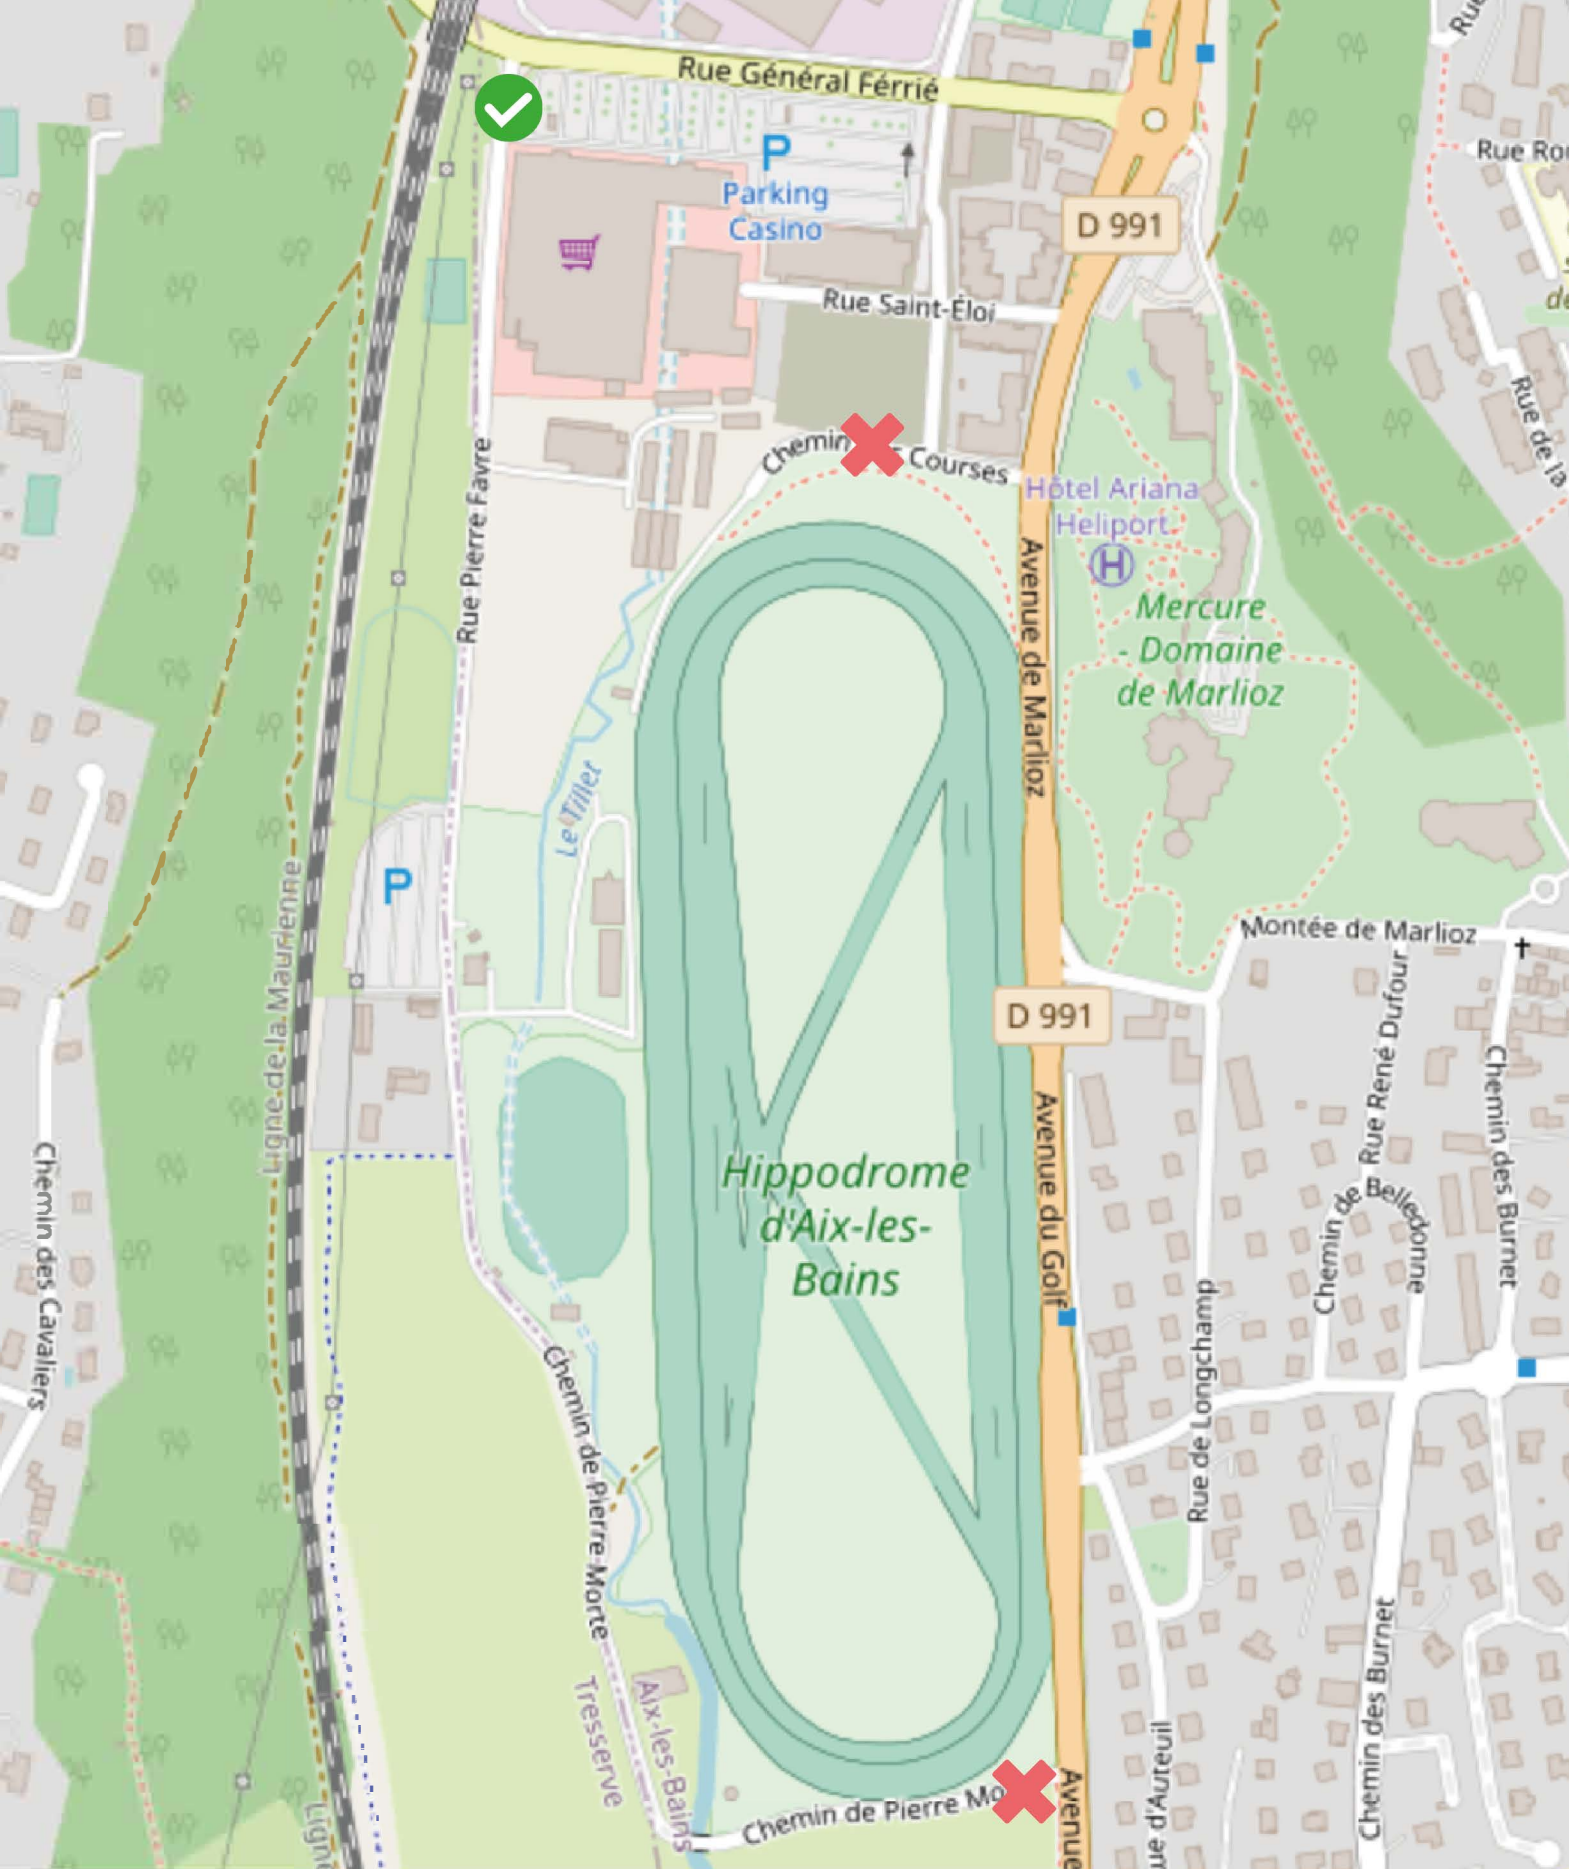 Rue
Rue Général Férrié
P
Parking
Casino
D 991
Rue Saint-Éloi
Rue de la
de
Chemin
Courses
Hôtel Ariana
Heliport
H
Rue Pierre Favre
Avenue de Marlioz
Mercure
- Domaine
de Marlioz
Le Tillet
P
Ligne de la Maurienne
Montée de Marlioz
D 991
Rue René Dufour
Chemin des Burnet
Avenue du Golf
Chemin des Cavaliers
Hippodrome
d'Aix-les-
Bains
Chemin de Belledonne
Rue de Longchamp
Chemin de Pierre-Morte
Chemin des Burnet
Aix-les-Bains
Tresserve
Chemin de Pierre Mo
Avenue
ue d'Auteuil
Ligne